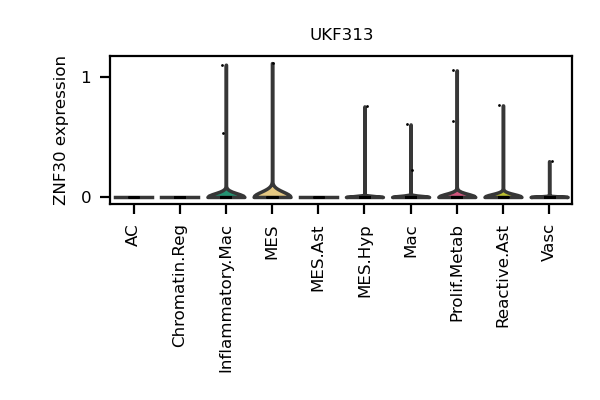 UKF313
ZNF30 expression
1
0
AC
Chromatin.Reg
Inflammatory.Mac
MES
MES.Ast
MES.Hyp
Mac
Prolif.Metab
Reactive.Ast
Vasc